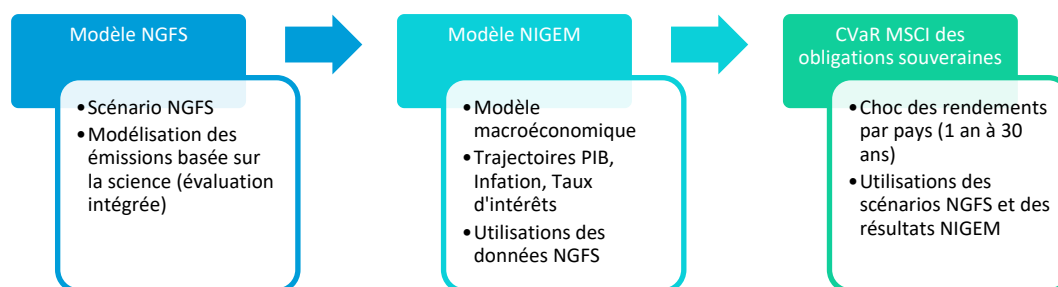 Modèle NGFS
•Scénario NGFS
•Modélisation des
émissions basée sur
la science (évaluation
intégrée)
Modèle NIGEM
•Modèle
macroéconomique
•Trajectoires PIB,
Infation, Taux
d'intérêts
•Utilisations des
données NGFS
CVaR MSCI des
obligations souveraines
•Choc des rendements
par pays (1 an à 30
ans)
•Utilisations des
scénarios NGFS et des
résultats NIGEM